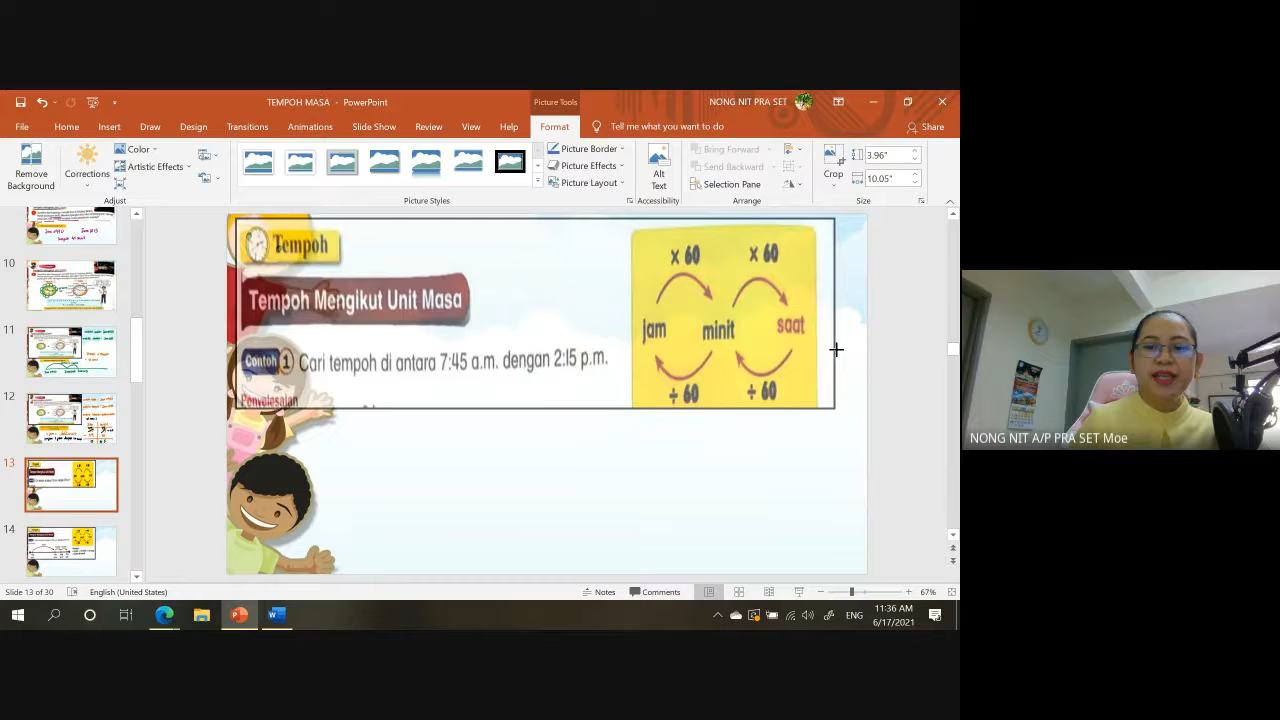 TEMPOH MASA - PowerPoint
Picture Tools
NONG NIT PRA SET
File
Home
Insert
Draw
Design
Transitions
Animations
Slide Show
Review
View
Help
Format
Tell me what you want to do
Share
Remove Background
Corrections
Color
Artistic Effects
Picture Border
Picture Effects
Picture Layout
Alt Text
Bring Forward
Send Backward
Selection Pane
Crop
3.96"
10.05"
Adjust
Picture Styles
Accessibility
Arrange
Size
10
11
12
13
14
Tempoh
Tempoh Mengikut Unit Masa
Contoh 1 Cari tempoh di antara 7:45 a.m. dengan 2:15 p.m.
Penyelesaian
x 60 x 60
jam minit saat
÷ 60 ÷ 60
NONG NIT A/P PRA SET Moe
Slide 13 of 30
English (United States)
Notes
Comments
67%
ENG
11:36 AM
6/17/2021